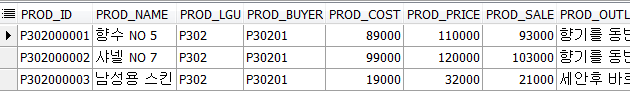 PROD_ID PROD_NAME PROD_LGU PROD_BUYER PROD_COST PROD_PRICE PROD_SALE PROD_OUTL
P302000001 향수 NO 5 P302 P30201 89000 110000 93000 향기를 동반
P302000002 샤넬 NO 7 P302 P30201 99000 120000 103000 향기를 동반
P302000003 남성용 스킨 P302 P30201 19000 32000 21000 세안후 바르